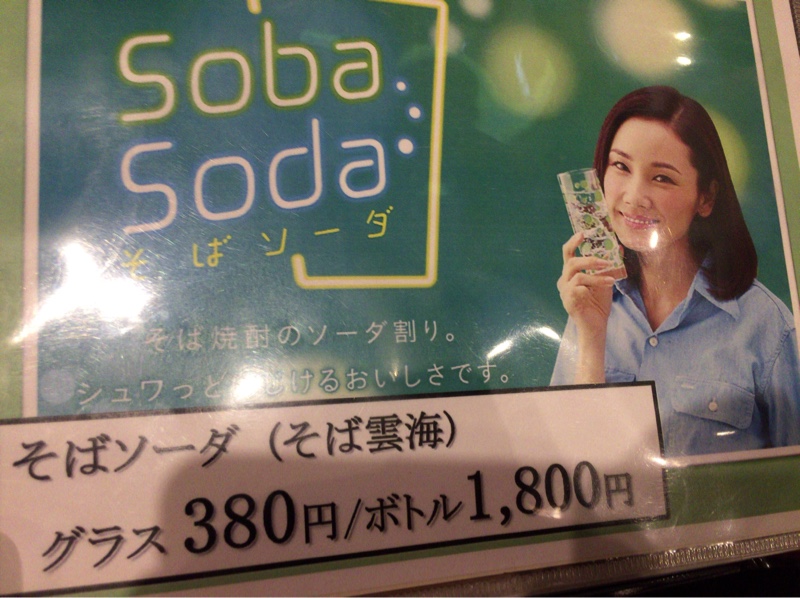 Soba
Soda
そばソーダ
そば焼酎のソーダ割り。
シュワっと
じけるおいしさです。
そばソーダ(そば雲海)
グラス 380円/ボトル1,800円